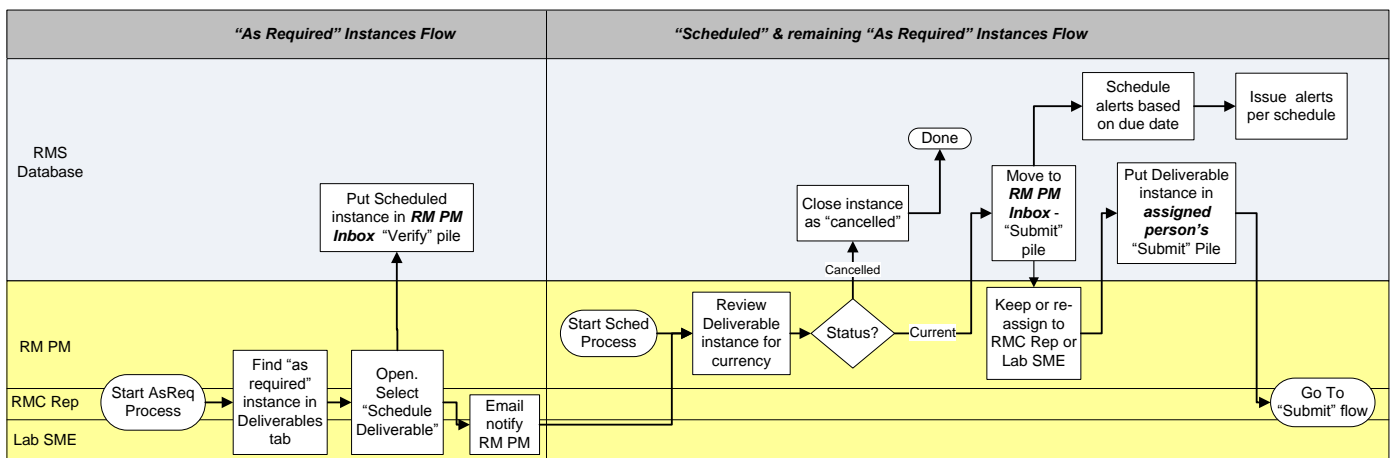 “As Required” Instances Flow
“Scheduled” & remaining “As Required” Instances Flow
RMS
Database
Put Scheduled
instance in RM PM
Inbox “Verify” pile
Close instance
as “cancelled”
Done
Move to
RM PM
Inbox -
“Submit”
pile
Schedule
alerts based
on due date
Issue alerts
per schedule
Put Deliverable
instance in
assigned
person’s
“Submit” Pile
Cancelled
RM PM
RMC Rep
Lab SME
Start AsReq
Process
Find “as
required”
instance in
Deliverables
tab
Open.
Select
“Schedule
Deliverable”
Email
notify
RM PM
Start Sched
Process
Review
Deliverable
instance for
currency
Status?
Current
Keep or re-
assign to
RMC Rep or
Lab SME
Go To
“Submit” flow